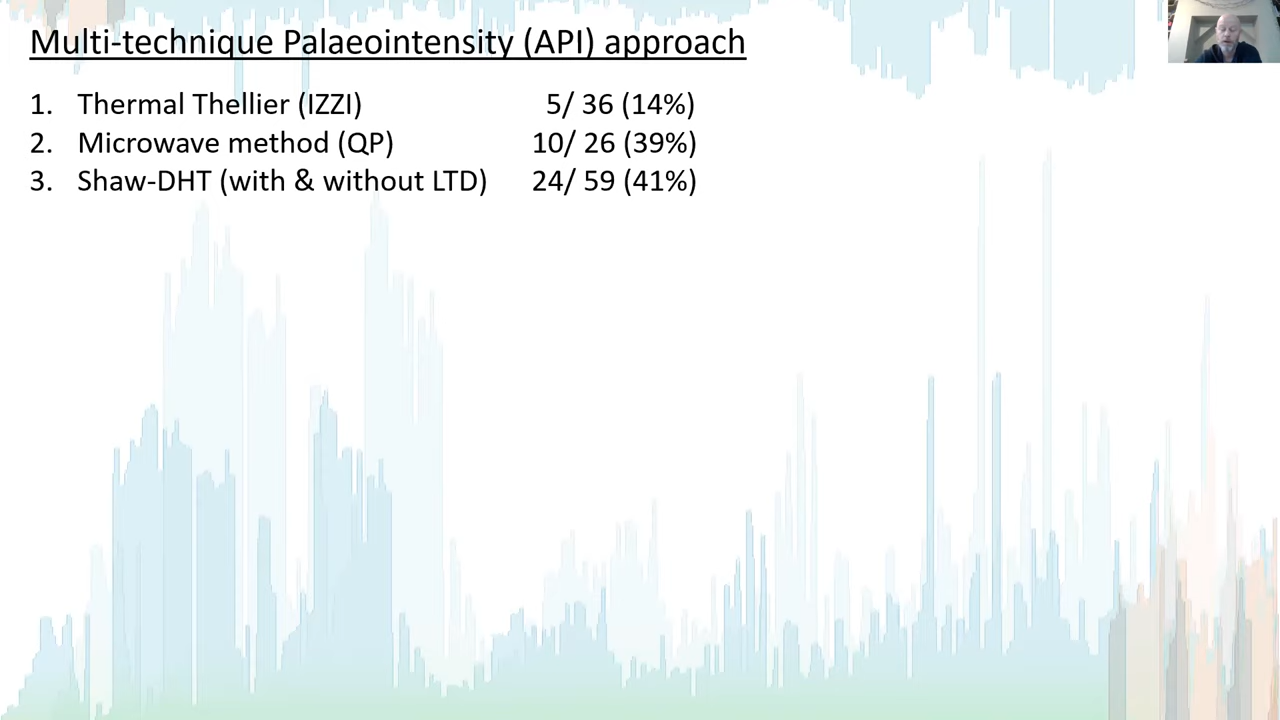 Multi-technique Palaeointensity (API) approach
1. Thermal Thellier (IZZI) 5/ 36 (14%)
2. Microwave method (QP) 10/ 26 (39%)
3. Shaw-DHT (with & without LTD) 24/ 59 (41%)